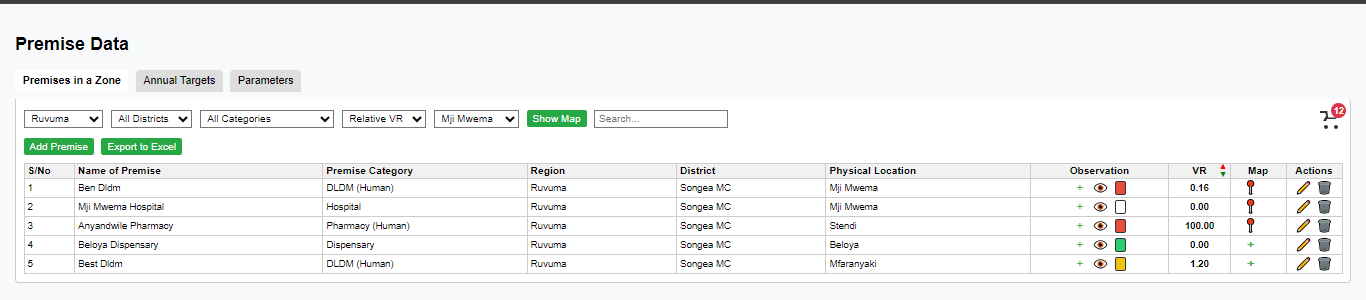 Premise Data
Premises in a Zone Annual Targets Parameters
Ruvuma All Districts All Categories Relative VR Mji Mwema Show Map Search... 12
Add Premise Export to Excel
S/No Name of Premise Premise Category Region District Physical Location Observation VR Map Actions
1 Ben Dldm DLDM (Human) Ruvuma Songea MC Mji Mwema + 0.16
2 Mji Mwema Hospital Hospital Ruvuma Songea MC Mji Mwema + 0.00
3 Anyandwile Pharmacy Pharmacy (Human) Ruvuma Songea MC Stendi + 100.00
4 Beloya Dispensary Dispensary Ruvuma Songea MC Beloya + 0.00 +
5 Best Dldm DLDM (Human) Ruvuma Songea MC Mfaranyaki + 1.20 +